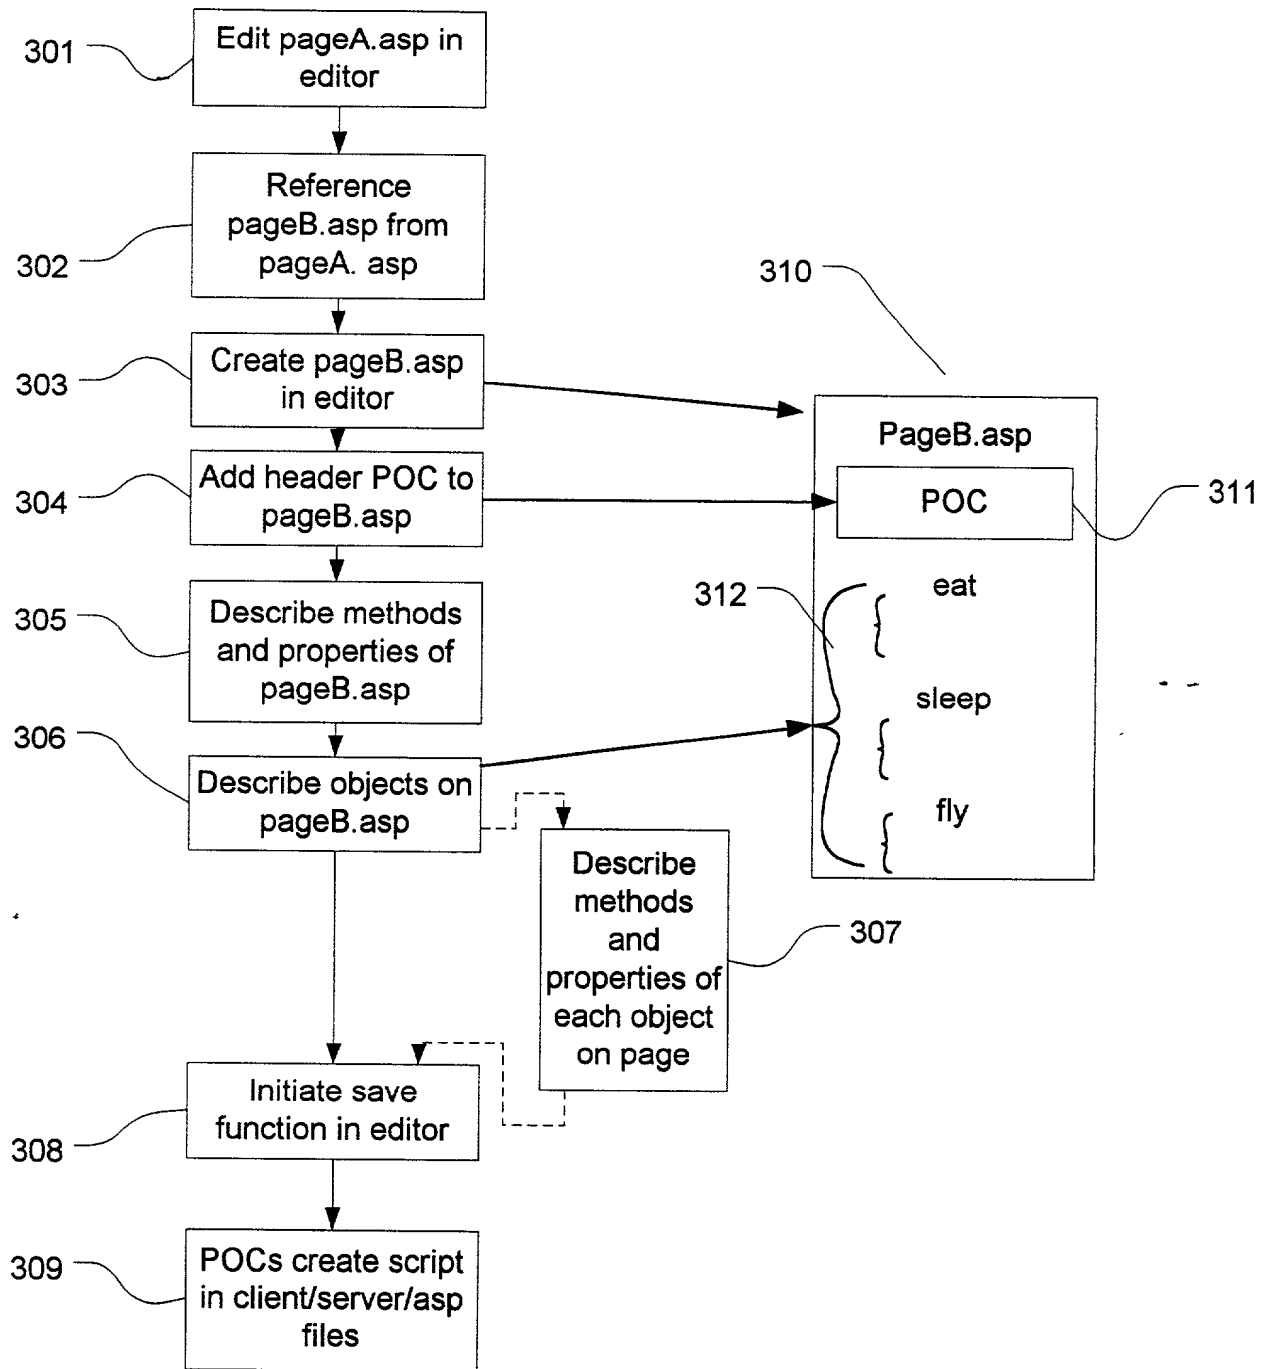 301
Edit pageA.asp in
editor
302
Reference
pageB.asp from
pageA. asp
303
Create pageB.asp
in editor
304
Add header POC to
pageB.asp
305
Describe methods
and properties of
pageB.asp
306
Describe objects on
pageB.asp
307
Describe
methods
and
properties of
each object
on page
308
Initiate save
function in editor
309
POCs create script
in client/server/asp
files
310
PageB.asp
POC
311
312
eat
sleep
fly